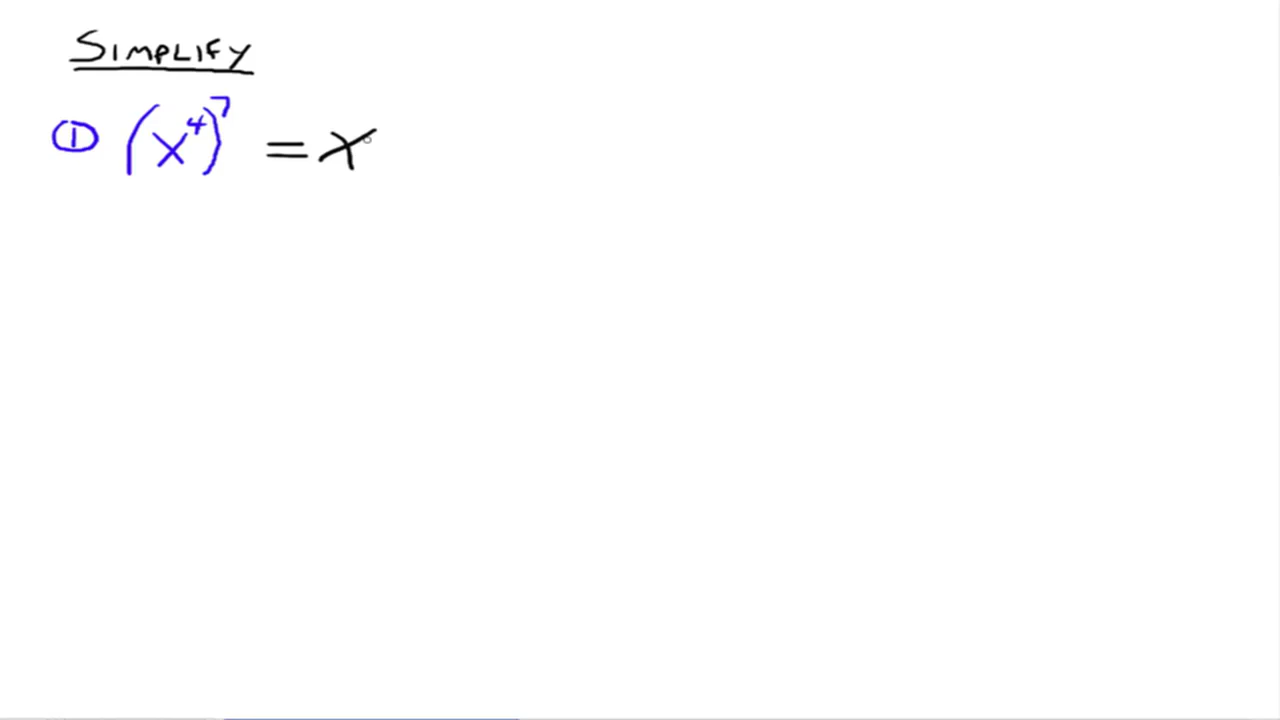 SIMPLIFY
① (x⁴)⁷ = x